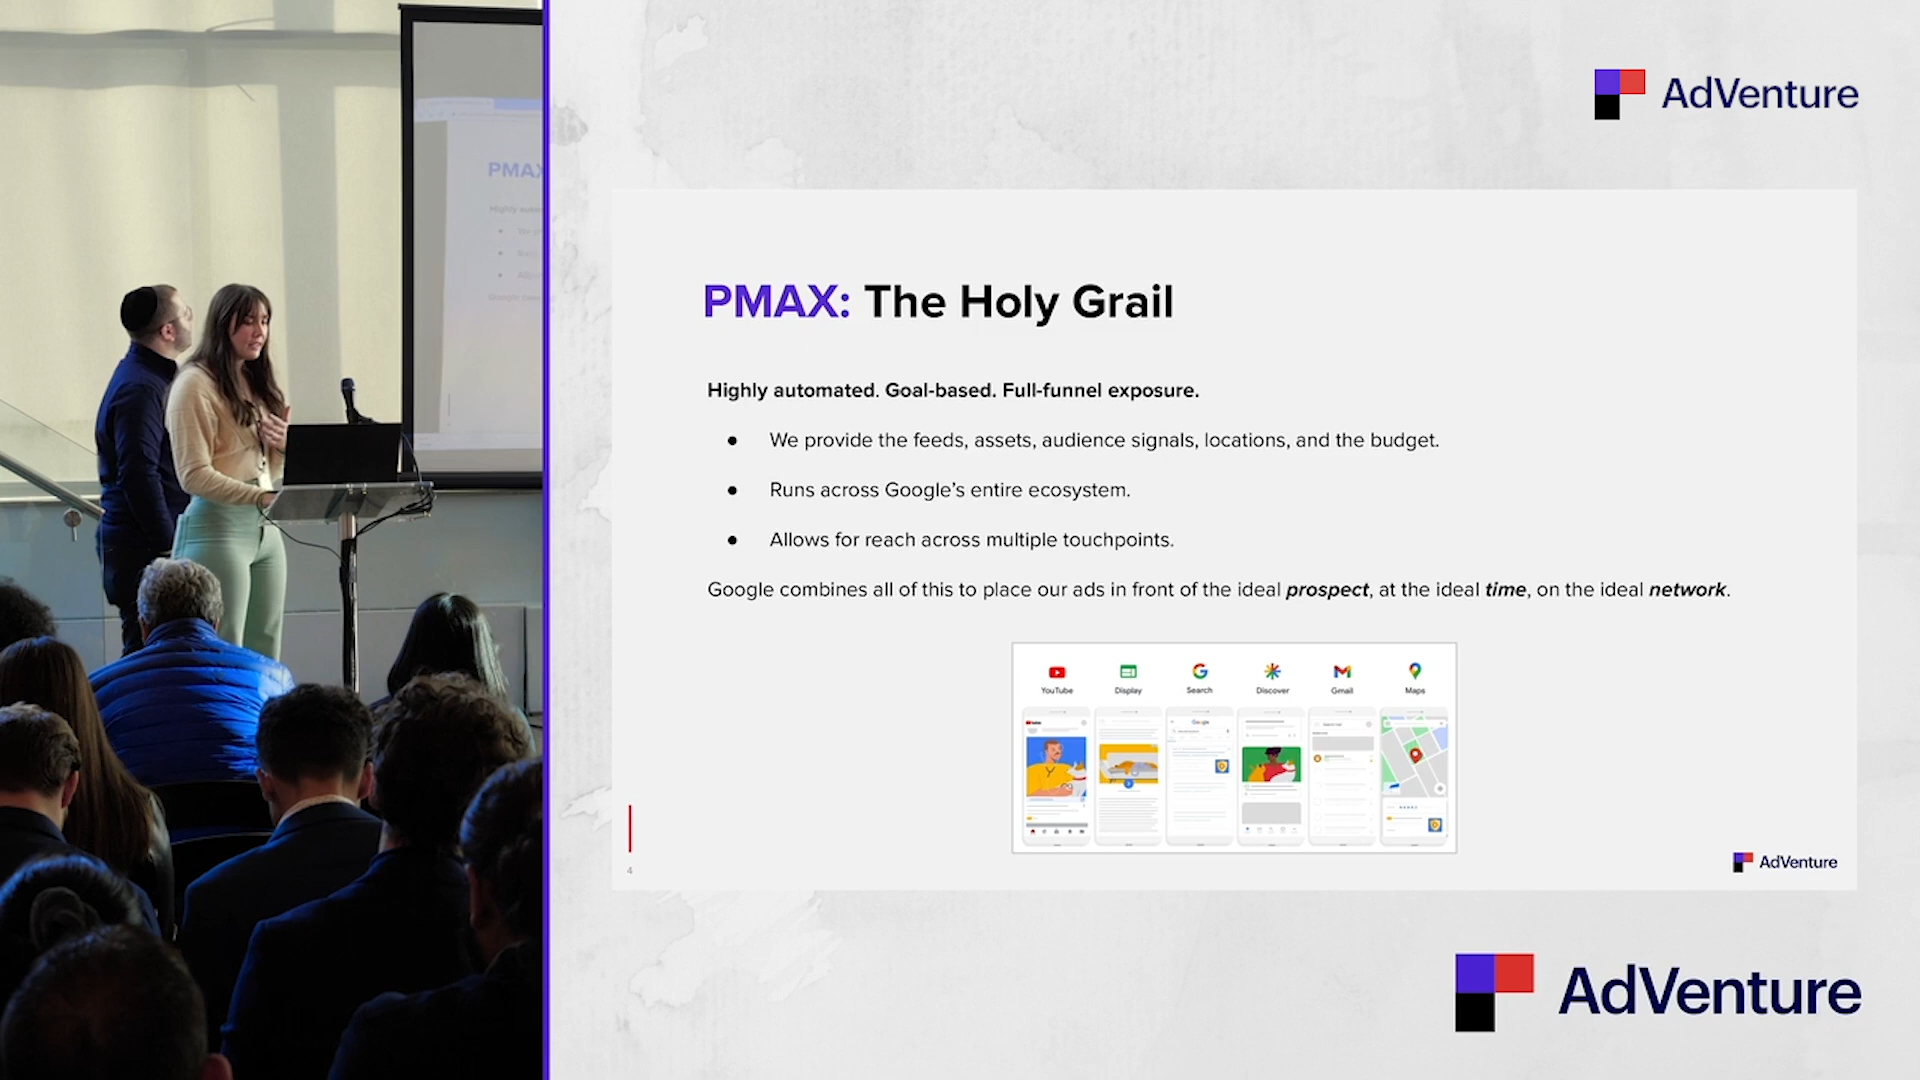 AdVenture
PMAX
PMAX: The Holy Grail
Highly automated. Goal-based. Full-funnel exposure.
● We provide the feeds, assets, audience signals, locations, and the budget.
● Runs across Google’s entire ecosystem.
● Allows for reach across multiple touchpoints.
Google combines all of this to place our ads in front of the ideal prospect, at the ideal time, on the ideal network.
YouTube Display Search Discover Gmail Maps
Google
4
AdVenture
AdVenture